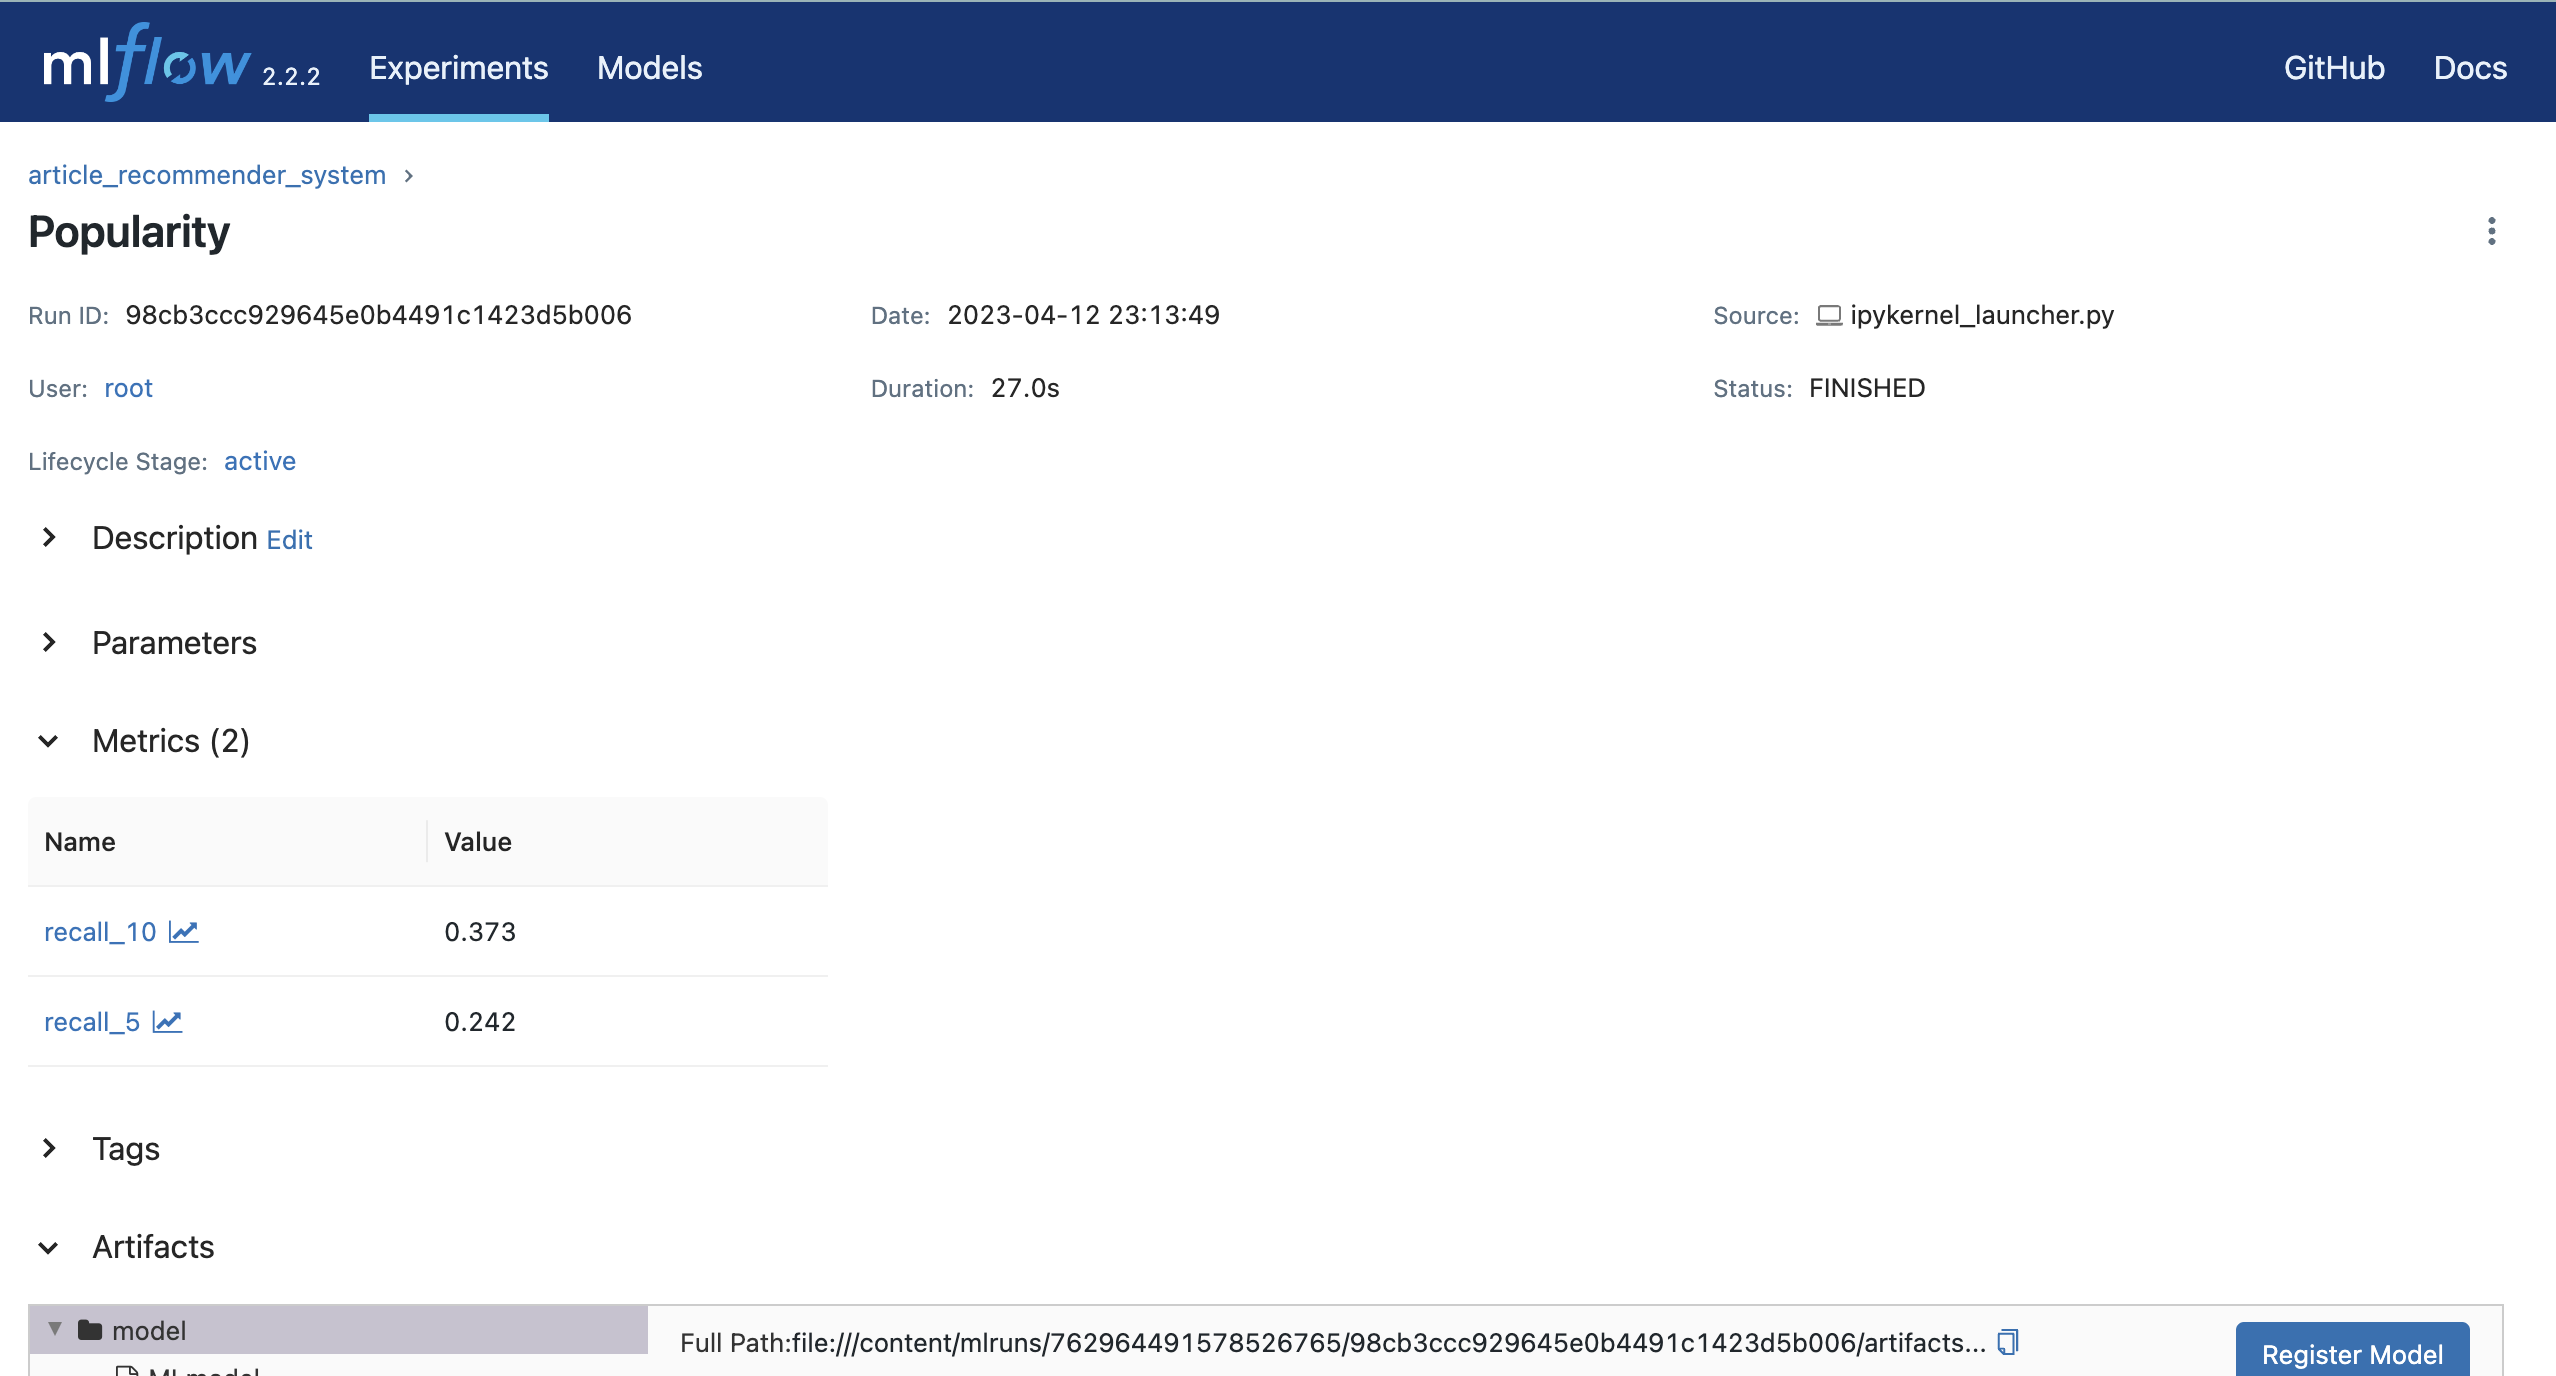 mlflow 2.2.2 Experiments Models GitHub Docs
article_recommender_system
Popularity
Run ID: 98cb3ccc929645e0b4491c1423d5b006 Date: 2023-04-12 23:13:49 Source: ipykernel_launcher.py
User: root Duration: 27.0s Status: FINISHED
Lifecycle Stage: active
Description Edit
Parameters
Metrics (2)
Name Value
recall_10 0.373
recall_5 0.242
Tags
Artifacts
model Full Path:file:///content/mlruns/762964491578526765/98cb3ccc929645e0b4491c1423d5b006/artifacts... Register Model
MLmodel